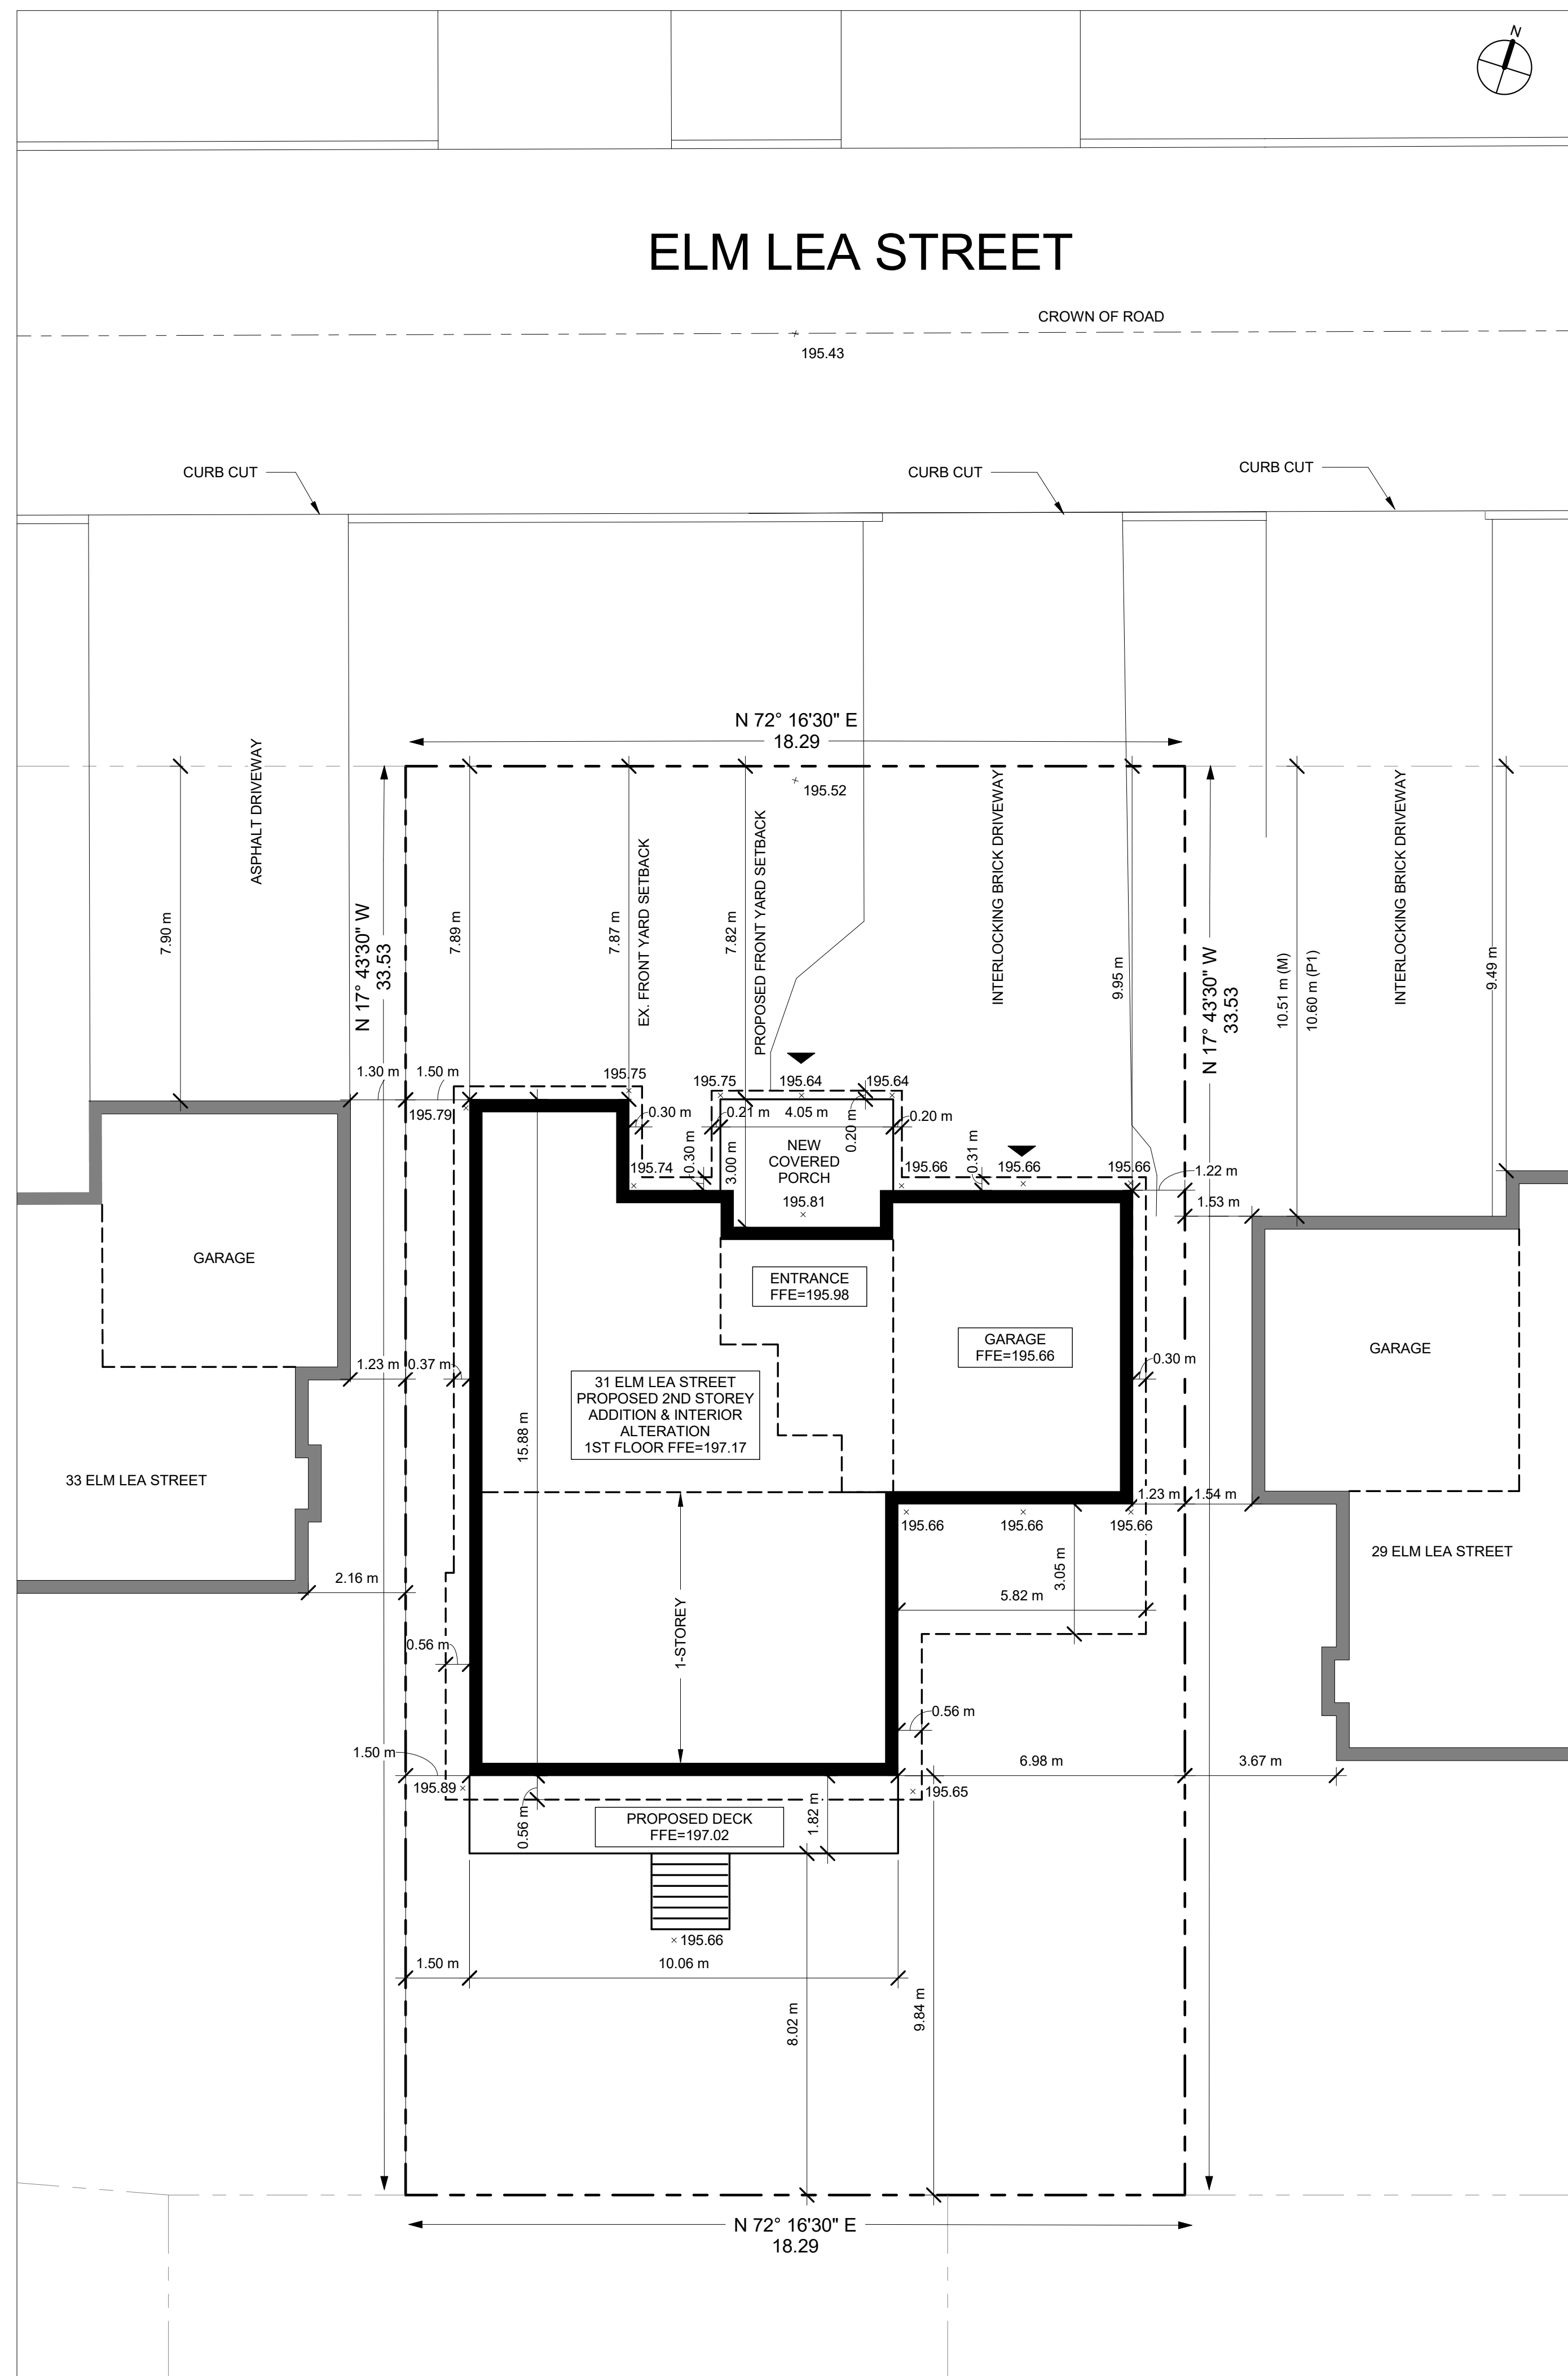 N
ELM LEA STREET
CROWN OF ROAD
195.43
CURB CUT
CURB CUT
CURB CUT
N 72° 16'30" E
18.29
195.52
ASPHALT DRIVEWAY
7.90 m
N 17° 43'30" W
33.53
7.89 m
7.87 m
EX. FRONT YARD SETBACK
7.82 m
PROPOSED FRONT YARD SETBACK
INTERLOCKING BRICK DRIVEWAY
9.95 m
N 17° 43'30" W
33.53
10.51 m (M)
10.60 m (P1)
INTERLOCKING BRICK DRIVEWAY
9.49 m
1.30 m
1.50 m
195.75
195.75
195.64
195.64
195.79
0.30 m
0.21 m
4.05 m
0.20 m
0.20 m
0.30 m
3.00 m
NEW
COVERED
PORCH
195.81
195.74
195.66
0.31 m
195.66
195.66
1.22 m
1.53 m
GARAGE
ENTRANCE
FFE=195.98
GARAGE
FFE=195.66
GARAGE
1.23 m
0.37 m
0.30 m
31 ELM LEA STREET
PROPOSED 2ND STOREY
ADDITION & INTERIOR
ALTERATION
1ST FLOOR FFE=197.17
15.88 m
33 ELM LEA STREET
1.23 m
1.54 m
195.66
195.66
195.66
29 ELM LEA STREET
2.16 m
3.05 m
5.82 m
1-STOREY
0.56 m
0.56 m
1.50 m
6.98 m
3.67 m
195.89
195.65
0.56 m
PROPOSED DECK
FFE=197.02
1.82 m
195.66
1.50 m
10.06 m
8.02 m
9.84 m
N 72° 16'30" E
18.29